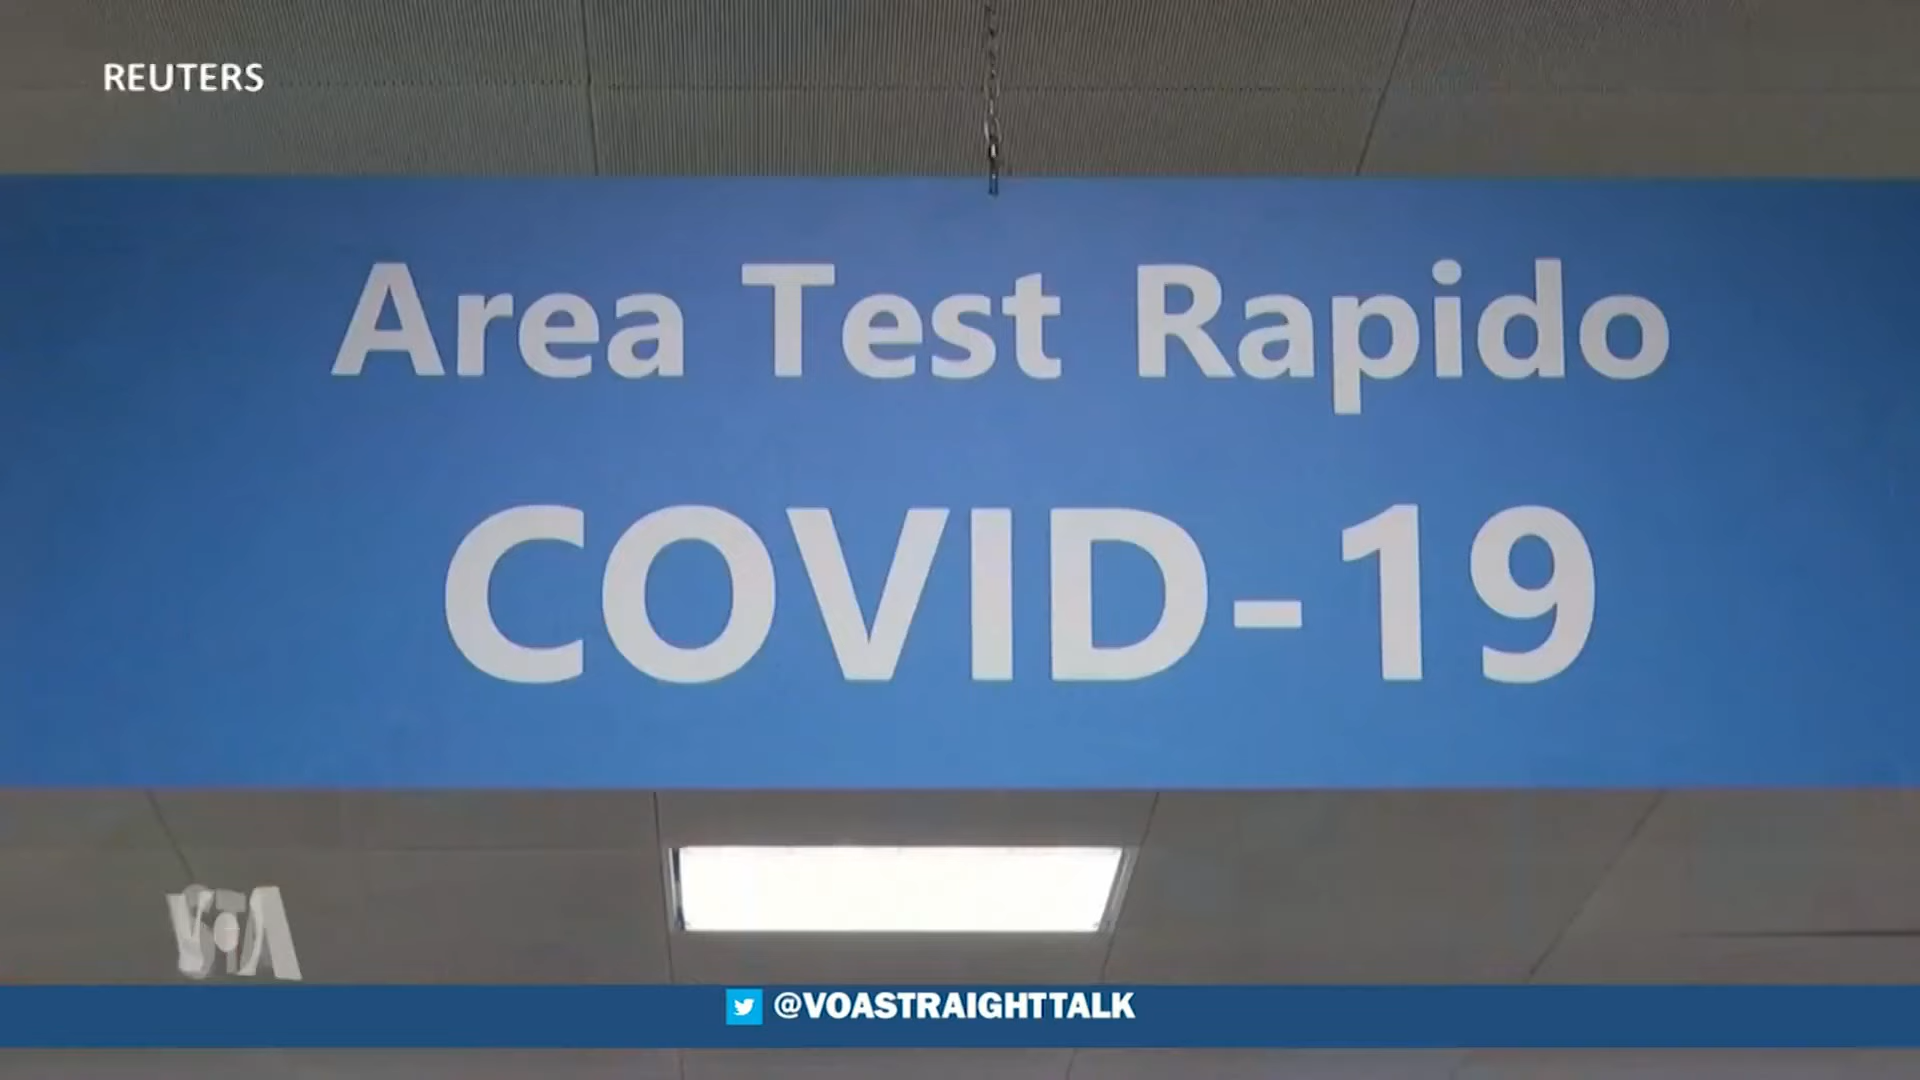 REUTERS
Area Test Rapido
COVID-19
VOA
@VOASTRAIGHTTALK